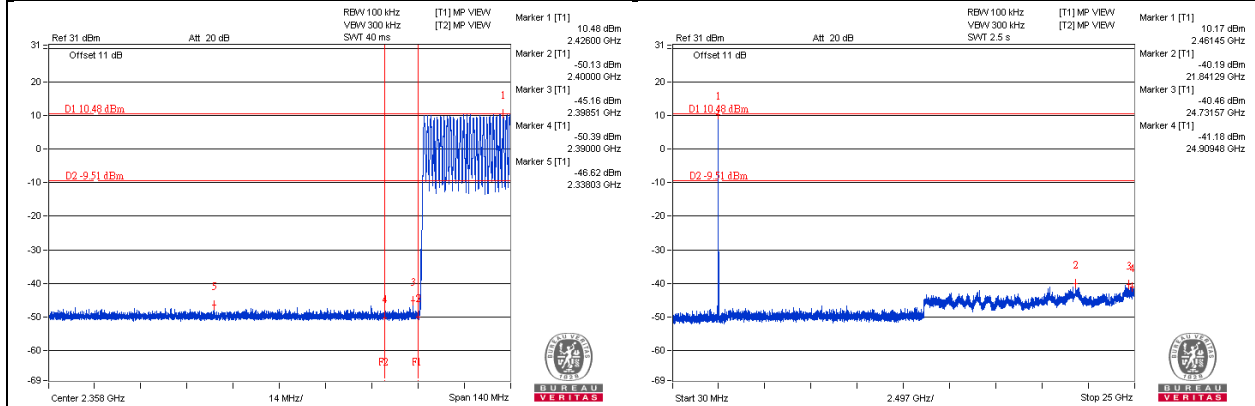 RBW 100 kHz [T1] MP VIEW
VBW 300 kHz [T2] MP VIEW
Ref 31 dBm Att 20 dB SWT 40 ms
Offset 11 dB
Marker 1 [T1]
10.48 dBm
2.42600 GHz
Marker 2 [T1]
-50.13 dBm
2.40000 GHz
Marker 3 [T1]
-45.16 dBm
2.39851 GHz
Marker 4 [T1]
-50.39 dBm
2.39000 GHz
Marker 5 [T1]
-46.62 dBm
2.33803 GHz
31
20
10
0
-10
-20
-30
-40
-50
-60
-69
D1 10.48 dBm
D2 -9.51 dBm
1
5
3
4
2
F2
F1
Center 2.358 GHz 14 MHz/ Span 140 MHz
BUREAU
VERITAS
RBW 100 kHz [T1] MP VIEW
VBW 300 kHz [T2] MP VIEW
Ref 31 dBm Att 20 dB SWT 2.5 s
Offset 11 dB
Marker 1 [T1]
10.17 dBm
2.46145 GHz
Marker 2 [T1]
-40.19 dBm
21.84129 GHz
Marker 3 [T1]
-40.46 dBm
24.73157 GHz
Marker 4 [T1]
-41.18 dBm
24.90948 GHz
31
20
10
0
-10
-20
-30
-40
-50
-60
-69
D1 10.48 dBm
D2 -9.51 dBm
1
2
3
4
Start 30 MHz 2.497 GHz/ Stop 25 GHz
BUREAU
VERITAS